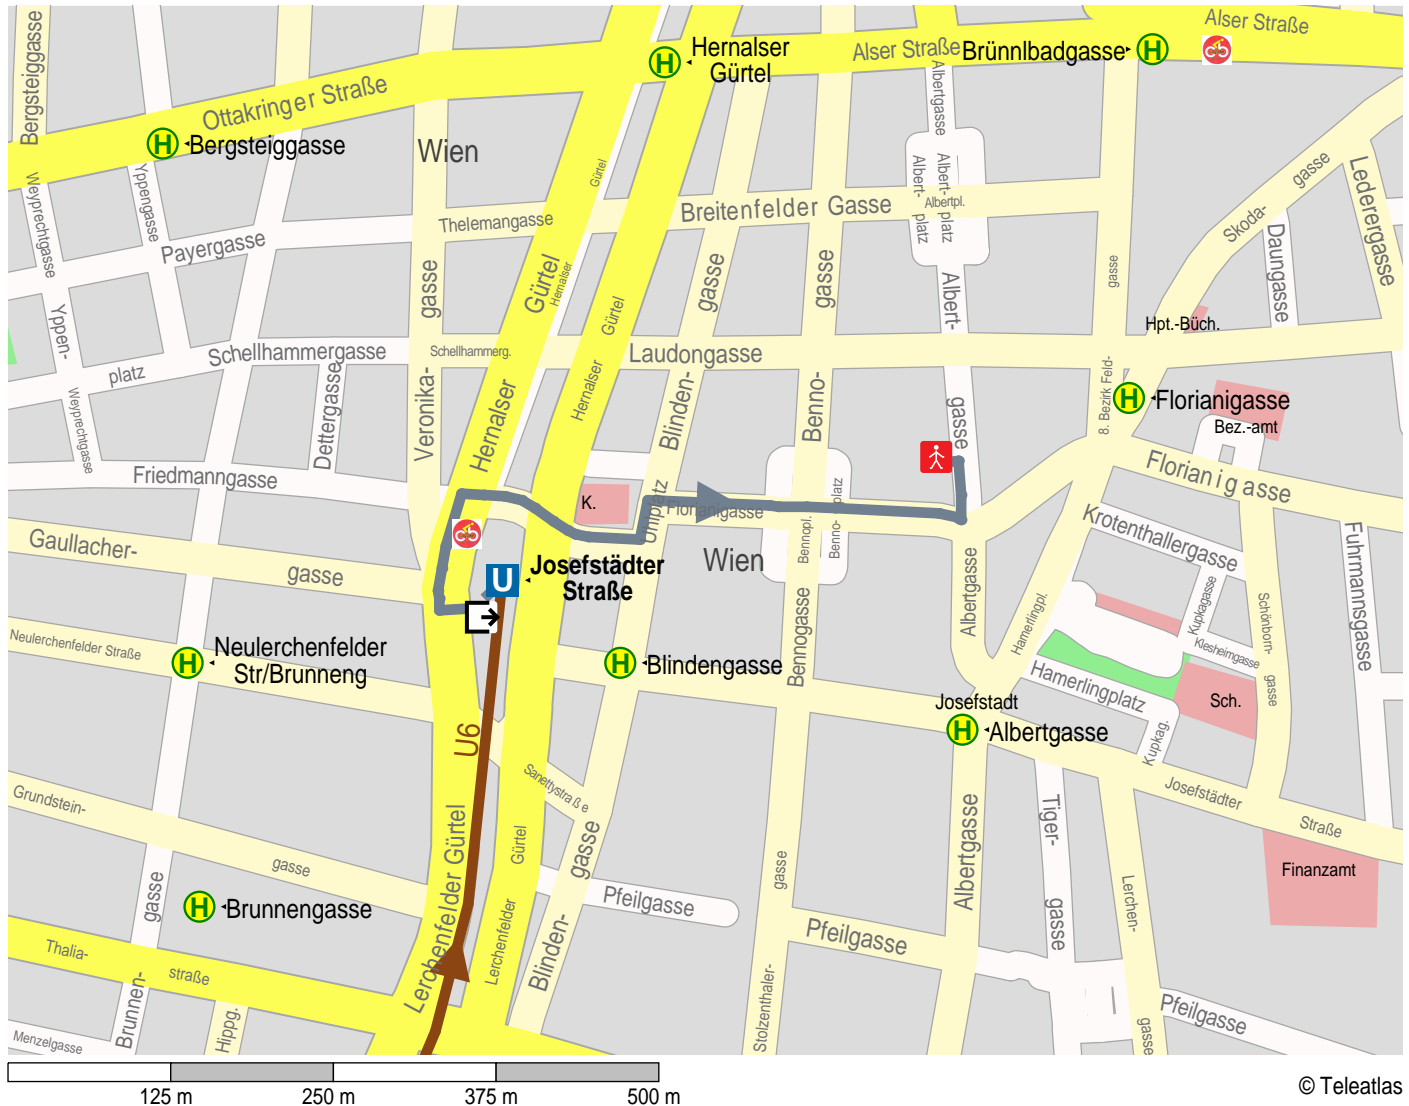 Alser Straße
Bergsteiggasse
Hernalser
Gürtel
Alser Straße
Brünnlbadgasse
Albertgasse
Ottakringer Straße
Bergsteiggasse
Wien
Yppengasse
Weyprechtgasse
Gürtel
Albert-
platz
Albert-
platz
Albertpl.
gasse
Skoda-
Lederergasse
Thelemangasse
Breitenfelder Gasse
Payergasse
Daungasse
gasse
Gürtel
Hernalser
gasse
gasse
gasse
Albert-
gasse
Hpt.-Büch.
Yppen-
platz
Schellhammergasse
Schellhammerg.
Gürtel
Hernalser
Laudongasse
Weyprechtgasse
Dettergasse
Veronika-
Hernalser
Blinden-
Benno-
8. Bezirk Feld-
Florianigasse
Bez.-amt
Friedmanngasse
Florianigasse
K.
Uhlplatz
Florianigasse
Bennopl.
Benno-
platz
Krotenthallergasse
Fuhrmannsgasse
Gaullacher-
gasse
Wien
U
Josefstädter
Straße
Albertgasse
Hamerlingpl.
Kupkagasse
Schönborn-
gasse
Klesheimgasse
Neulerchenfelder Straße
Neulerchenfelder
Str/Brunneng
Blindengasse
Bennogasse
Hamerlingplatz
Sch.
Josefstadt
Albertgasse
Kupkag.
U6
Sanettystraße
Josefstädter
Straße
Grundstein-
gasse
Lerchenfelder Gürtel
Gürtel
Lerchenfelder
gasse
Blinden-
Albertgasse
Tiger-
gasse
Finanzamt
gasse
Stolzenthaler-
Lerchen-
gasse
Brunnengasse
gasse
Brunnen-
Pfeilgasse
Pfeilgasse
Pfeilgasse
Thalia-
straße
Hippg.
Menzelgasse
125 m
250 m
375 m
500 m
© Teleatlas
H
H
H
H
H
H
H
H